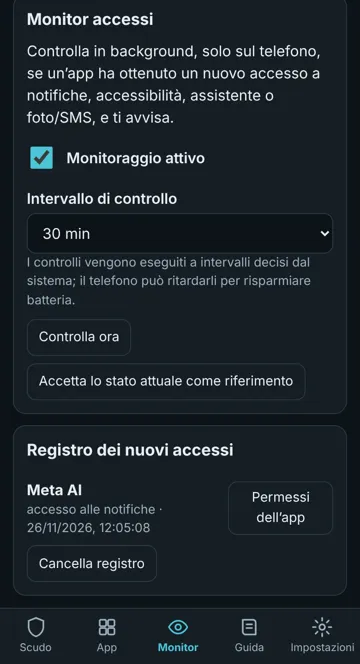 Monitor accessi
Controlla in background, solo sul telefono,
se un’app ha ottenuto un nuovo accesso a
notifiche, accessibilità, assistente o
foto/SMS, e ti avvisa.
Monitoraggio attivo
Intervallo di controllo
30 min
I controlli vengono eseguiti a intervalli decisi dal
sistema; il telefono può ritardarli per risparmiare
batteria.
Controlla ora
Accetta lo stato attuale come riferimento
Registro dei nuovi accessi
Meta AI
accesso alle notifiche ·
26/11/2026, 12:05:08
Permessi
dell’app
Cancella registro
Scudo
App
Monitor
Guida
Impostazioni